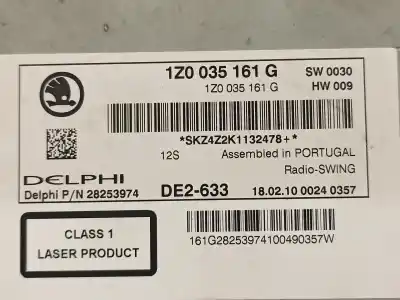 1Z0 035 161 G SW 0030
1Z0 035 161 G HW 009
*SKZ4Z2K1132478+*
12S Assembled in PORTUGAL
DELPHI Radio-SWING
Delphi P/N 28253974 DE2-633 18.02.10 0024 0357
CLASS 1
LASER PRODUCT
161G28253974100490357W